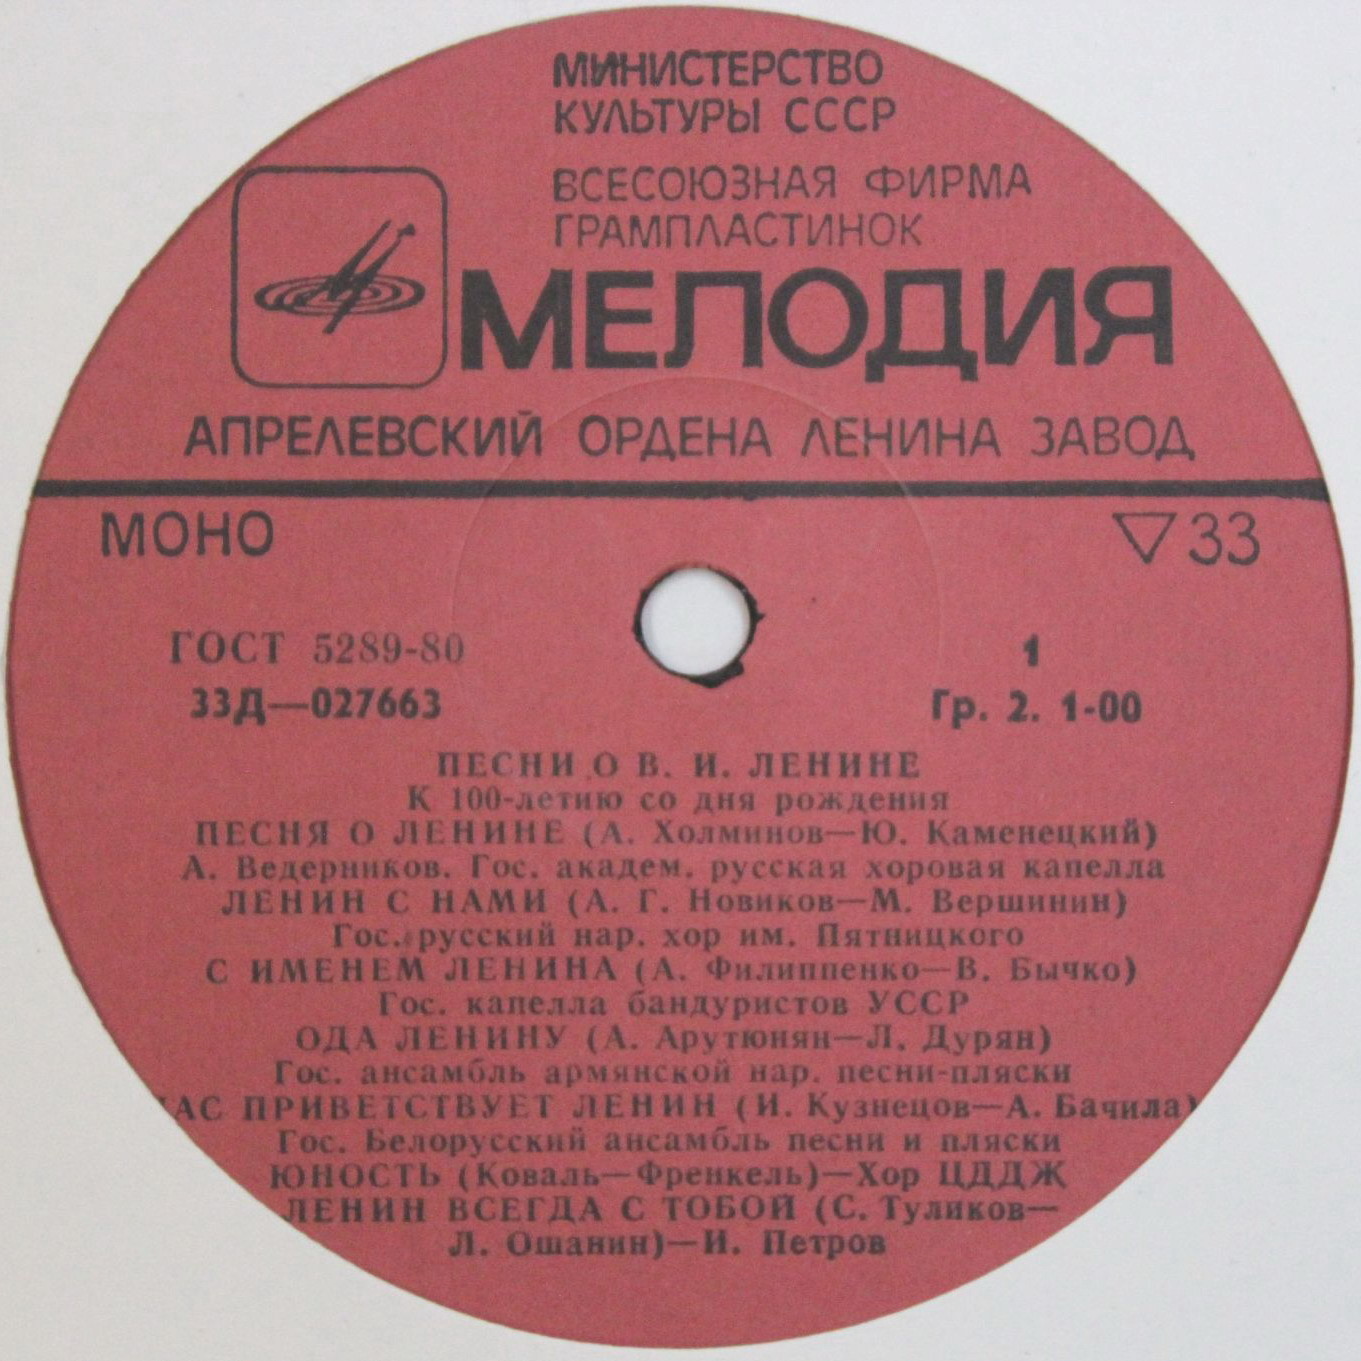 МИНИСТЕРСТВО
КУЛЬТУРЫ СССР
ВСЕСОЮЗНАЯ ФИРМА
ГРАМПЛАСТИНОК
МЕЛОДИЯ
АПРЕЛЕВСКИЙ ОРДЕНА ЛЕНИНА ЗАВОД
МОНО
▽33
ГОСТ 5289-80
1
33Д—027663
Гр. 2. 1-00
ПЕСНИ О В. И. ЛЕНИНЕ
К 100-летию со дня рождения
ПЕСНЯ О ЛЕНИНЕ (А. Холминов—Ю. Каменецкий)
А. Ведерников. Гос. академ. русская хоровая капелла
ЛЕНИН С НАМИ (А. Г. Новиков—М. Вершинин)
Гос. русский нар. хор им. Пятницкого
С ИМЕНЕМ ЛЕНИНА (А. Филиппенко—В. Бычко)
Гос. капелла бандуристов УССР
ОДА ЛЕНИНУ (А. Арутюнян—Л. Дурян)
Гос. ансамбль армянской нар. песни-пляски
АС ПРИВЕТСТВУЕТ ЛЕНИН (И. Кузнецов—А. Бачила)
Гос. Белорусский ансамбль песни и пляски
ЮНОСТЬ (Коваль—Френкель)—Хор ЦДДЖ
ЛЕНИН ВСЕГДА С ТОБОЙ (С. Туликов—
Л. Ошанин)—И. Петров